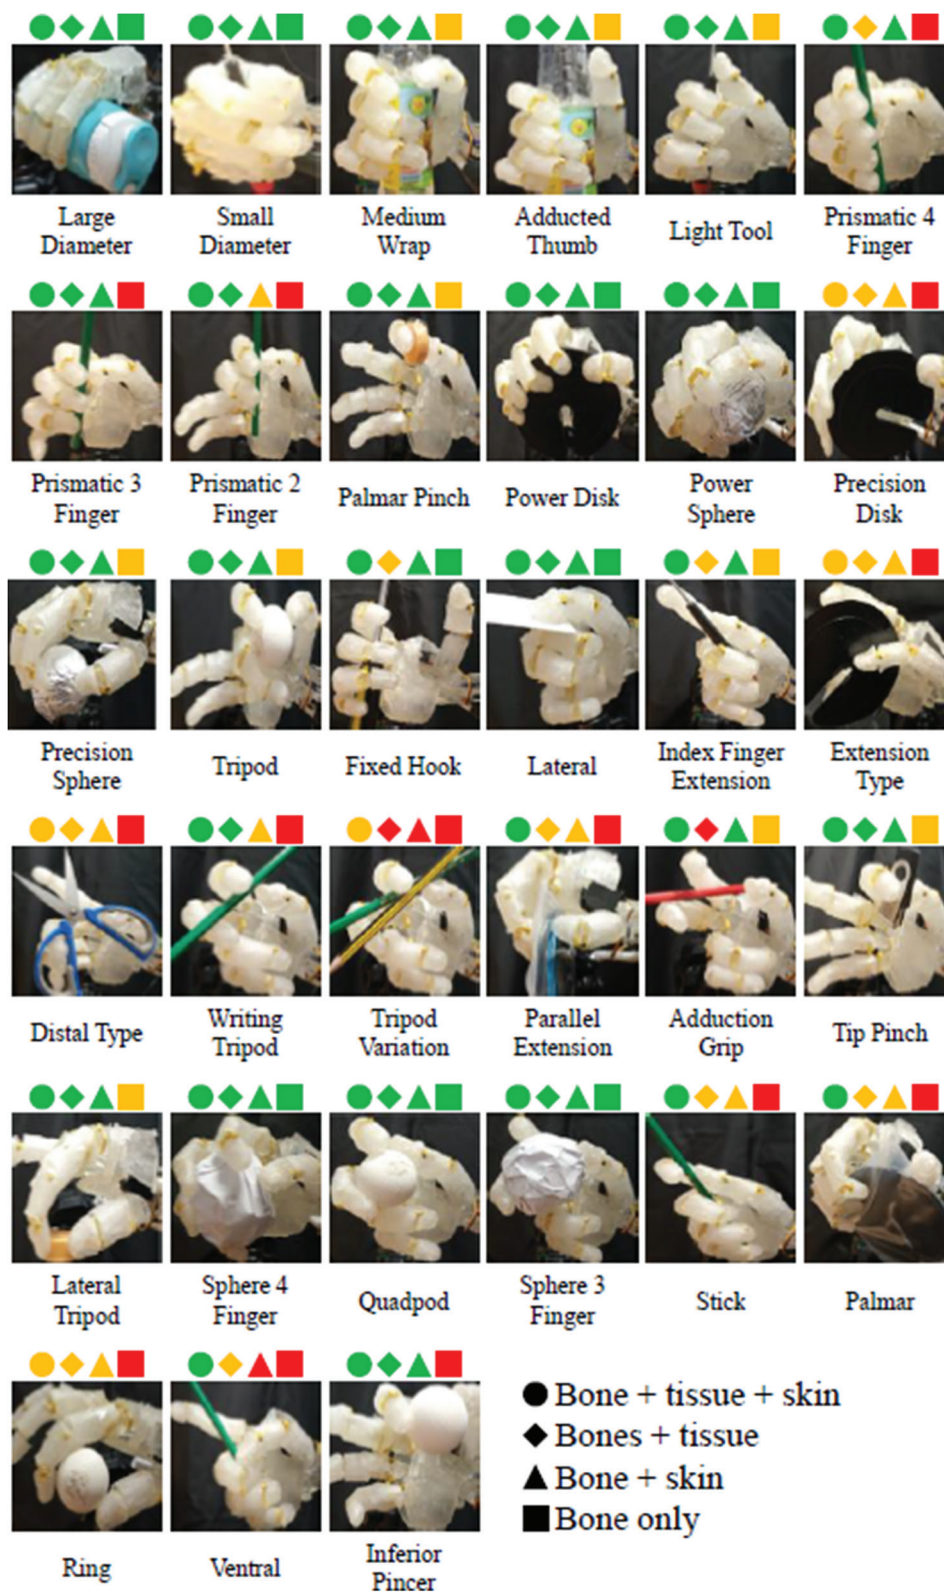 Large
Diameter
Small
Diameter
Medium
Wrap
Adducted
Thumb
Light Tool
Prismatic 4
Finger
Prismatic 3
Finger
Prismatic 2
Finger
Palmar Pinch
Power Disk
Power
Sphere
Precision
Disk
Precision
Sphere
Tripod
Fixed Hook
Lateral
Index Finger
Extension
Extension
Type
Distal Type
Writing
Tripod
Tripod
Variation
Parallel
Extension
Adduction
Grip
Tip Pinch
Lateral
Tripod
Sphere 4
Finger
Quadpod
Sphere 3
Finger
Stick
Palmar
Ring
Ventral
Inferior
Pincer
Bone + tissue + skin
Bones + tissue
Bone + skin
Bone only